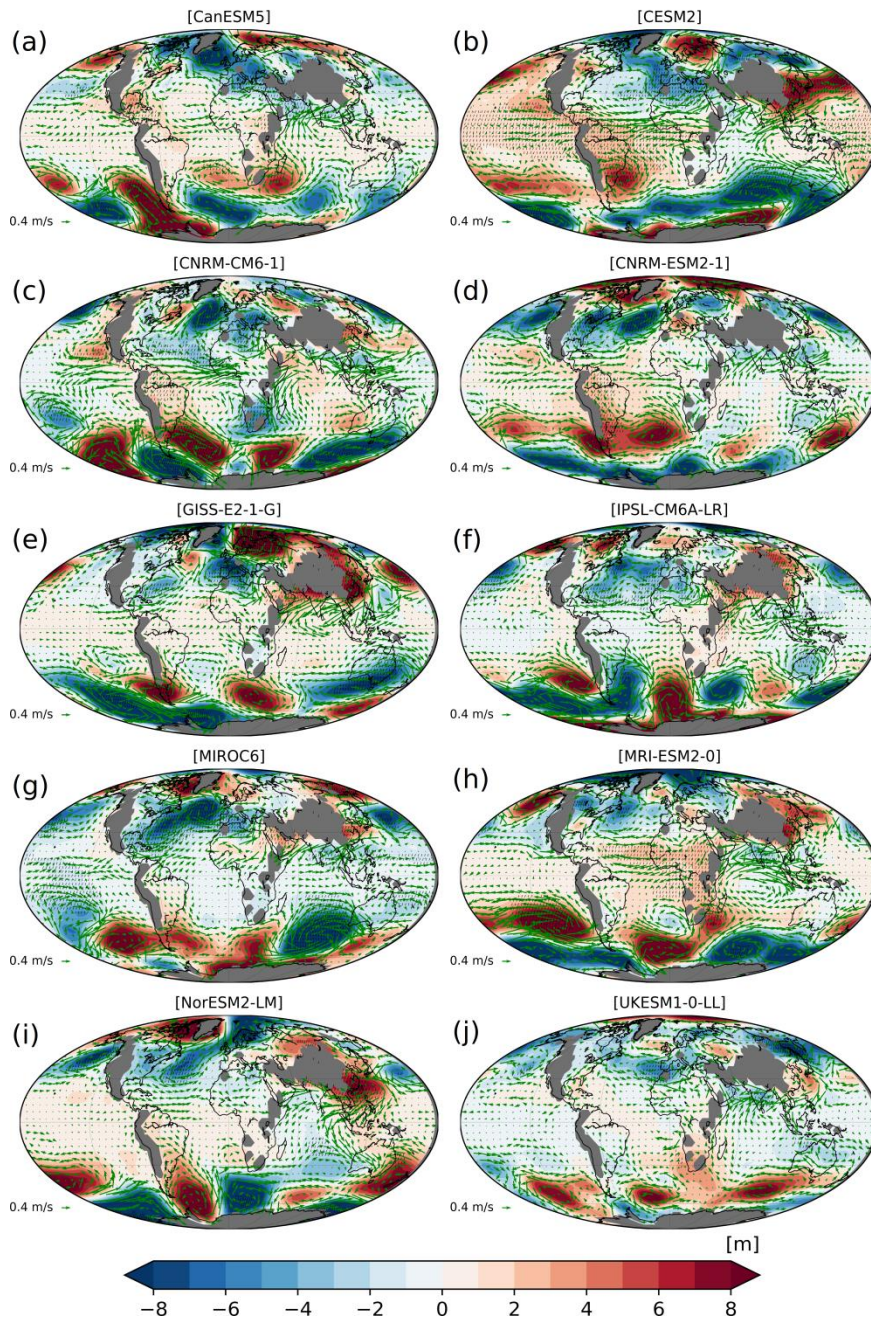 [CanESM5] [CESM2]
(a) (b)
0.4 m/s 0.4 m/s
[CNRM-CM6-1] [CNRM-ESM2-1]
(c) (d)
0.4 m/s 0.4 m/s
[GISS-E2-1-G] [IPSL-CM6A-LR]
(e) (f)
0.4 m/s 0.4 m/s
[MIROC6] [MRI-ESM2-0]
(g) (h)
0.4 m/s 0.4 m/s
[NorESM2-LM] [UKESM1-0-LL]
(i) (j)
0.4 m/s 0.4 m/s
[m]
−8 −6 −4 −2 0 2 4 6 8